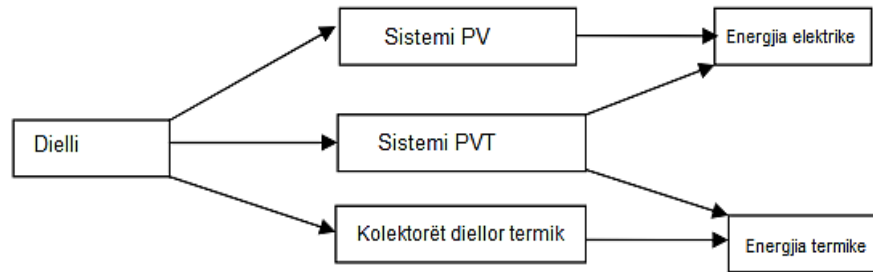 Sistemi PV
Energjia elektrike
Dielli
Sistemi PVT
Kolektorët diellor termik
Energjia termike